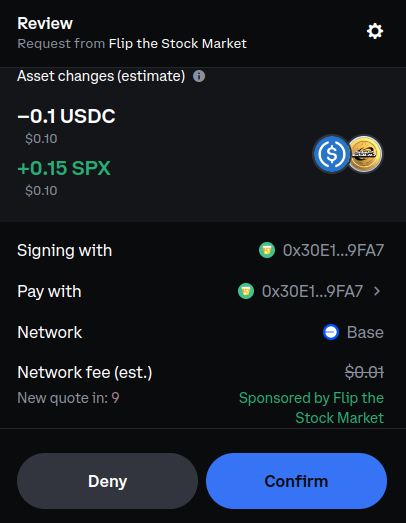 Review
Request from Flip the Stock Market
Asset changes (estimate)
–0.1 USDC
$0.10
+0.15 SPX
$0.10
Signing with 0x30E1...9FA7
Pay with 0x30E1...9FA7
Network Base
Network fee (est.) $0.01
New quote in: 9 Sponsored by Flip the
Stock Market
Deny Confirm